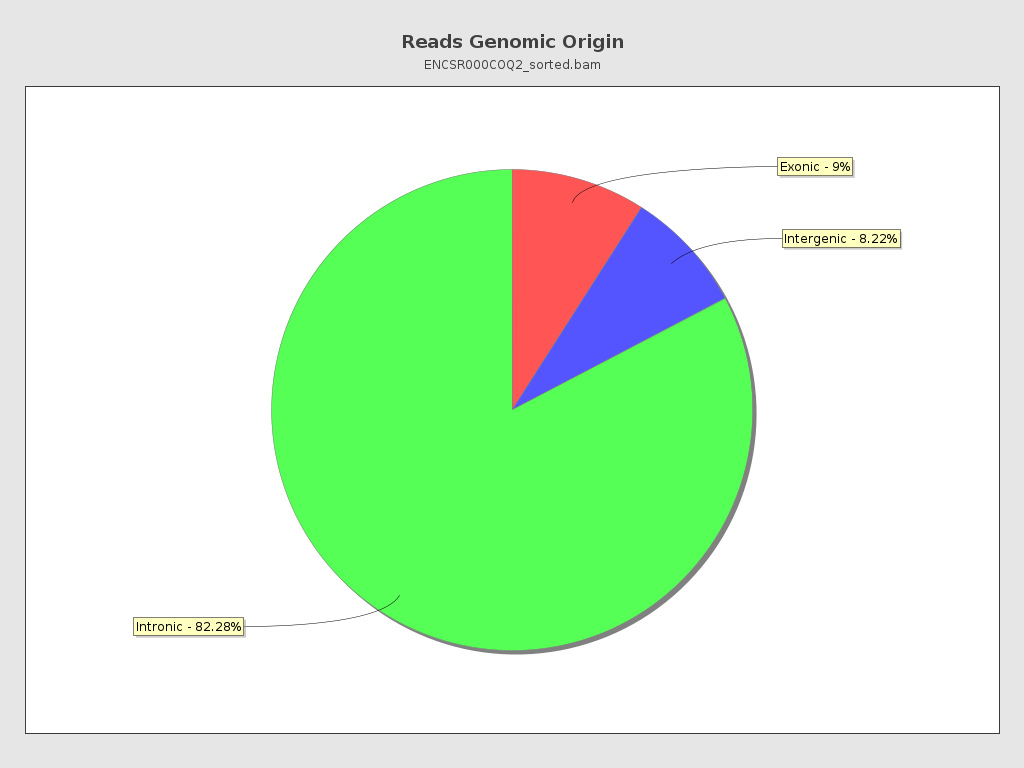 Reads Genomic Origin
ENCSR000COQ2_sorted.bam
Exonic - 9%
Intergenic - 8.22%
Intronic - 82.28%